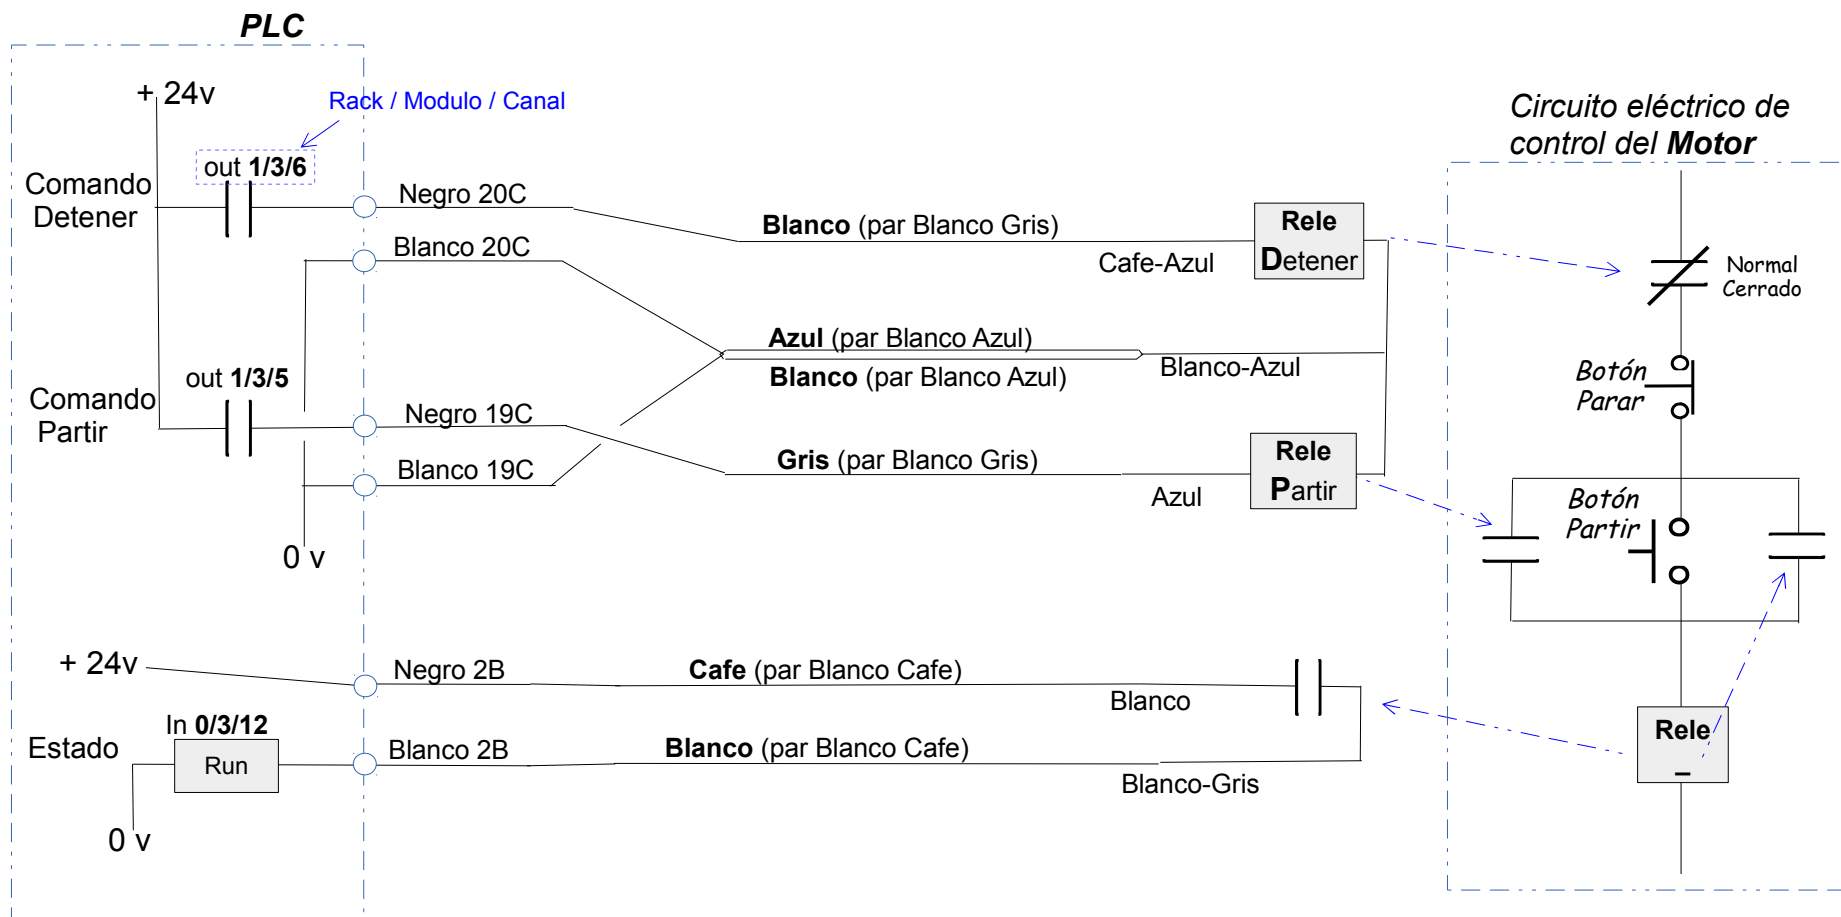 PLC
+ 24v
Rack / Modulo / Canal
out 1/3/6
Comando
Detener
Negro 20C
Blanco (par Blanco Gris)
Cafe-Azul
Rele
Detener
Blanco 20C
Azul (par Blanco Azul)
Blanco (par Blanco Azul)
Blanco-Azul
out 1/3/5
Comando
Partir
Negro 19C
Blanco 19C
Gris (par Blanco Gris)
Azul
Rele
Partir
0 v
+ 24v
Negro 2B
Cafe (par Blanco Cafe)
Blanco
In 0/3/12
Estado
Run
Blanco 2B
Blanco (par Blanco Cafe)
Blanco-Gris
0 v
Circuito eléctrico de
control del Motor
Normal
Cerrado
Botón
Parar
Botón
Partir
Rele
_